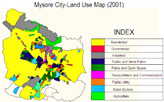 Mysore City-Land Use Map (2001)
INDEX
Residential
Commercial
Industrial
Public and Semi Public
Parks and Open Space
Transportation and Communication
Public Utility
Water Bodies
Agriculture